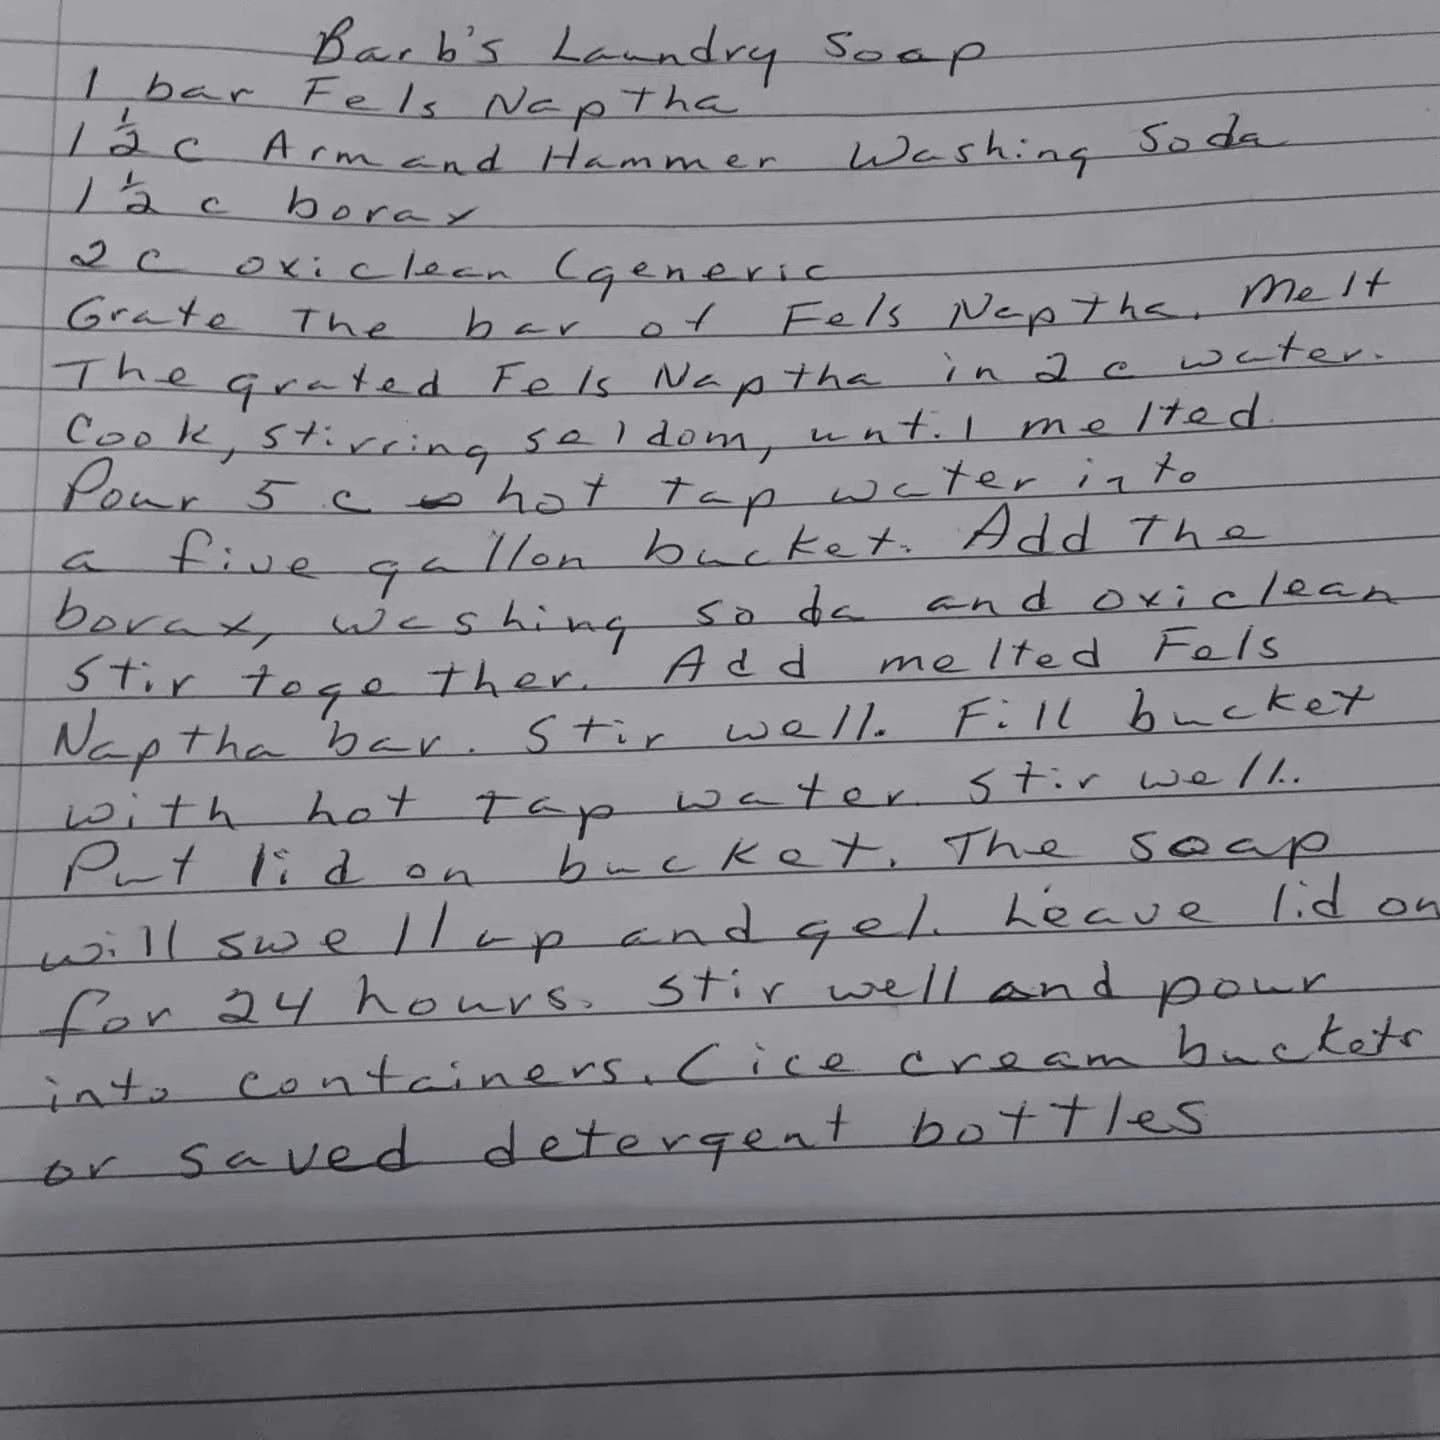 Barb's Laundry Soap
1 bar Fels Naptha
1 ½ c Arm and Hammer Washing Soda
1 ½ c borax
2 c oxiclean (generic
Grate The bar of Fels Naptha. Melt
The grated Fels Naptha in 2 c water.
Cook, stirring seldom, until melted.
Pour 5 c hot tap water into
a five gallon bucket. Add The
borax, washing soda and oxiclean
Stir together. Add melted Fels
Naptha bar. Stir well. Fill bucket
with hot tap water. Stir well.
Put lid on bucket. The soap
will swell up and gel. Leave lid on
for 24 hours. Stir well and pour
into containers. (ice cream buckets
or saved detergent bottles